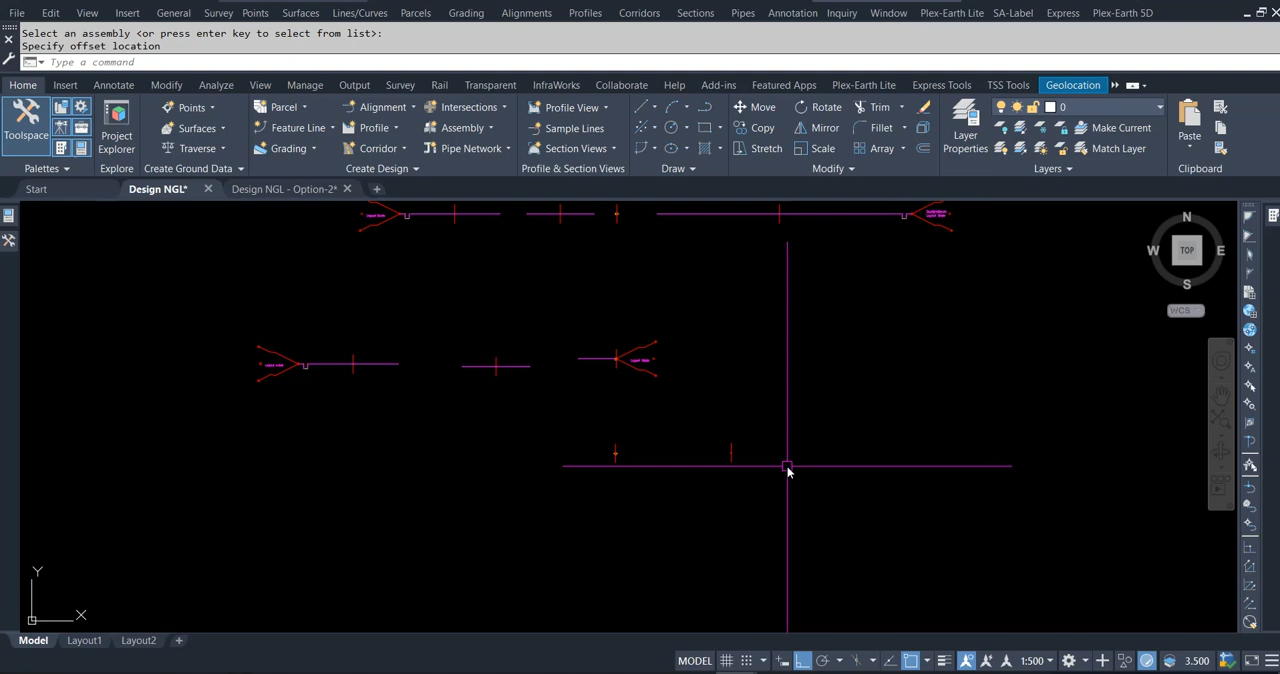 File Edit View Insert General Survey Points Surfaces Lines/Curves Parcels Grading Alignments Profiles Corridors Sections Pipes Annotation Inquiry Window Plex-Earth Lite SA-Label Express Plex-Earth 5D
Select an assembly <or press enter key to select from list>:
Specify offset location
Type a command
Home Insert Annotate Modify Analyze View Manage Output Survey Rail Transparent InfraWorks Collaborate Help Add-ins Featured Apps Plex-Earth Lite Express Tools TSS Tools Geolocation
Points Parcel Alignment Intersections Profile View Move Rotate Trim 0
Toolspace Project Explorer Surfaces Feature Line Profile Assembly Sample Lines Copy Mirror Fillet Layer Properties Make Current Paste
Traverse Grading Corridor Pipe Network Section Views Stretch Scale Array Match Layer
Palettes Explore Create Ground Data Create Design Profile & Section Views Draw Modify Layers Clipboard
Start Design NGL* Design NGL - Option-2*
N
W TOP E
S
WCS
Y
X
Model Layout1 Layout2
MODEL 1:500 3.500